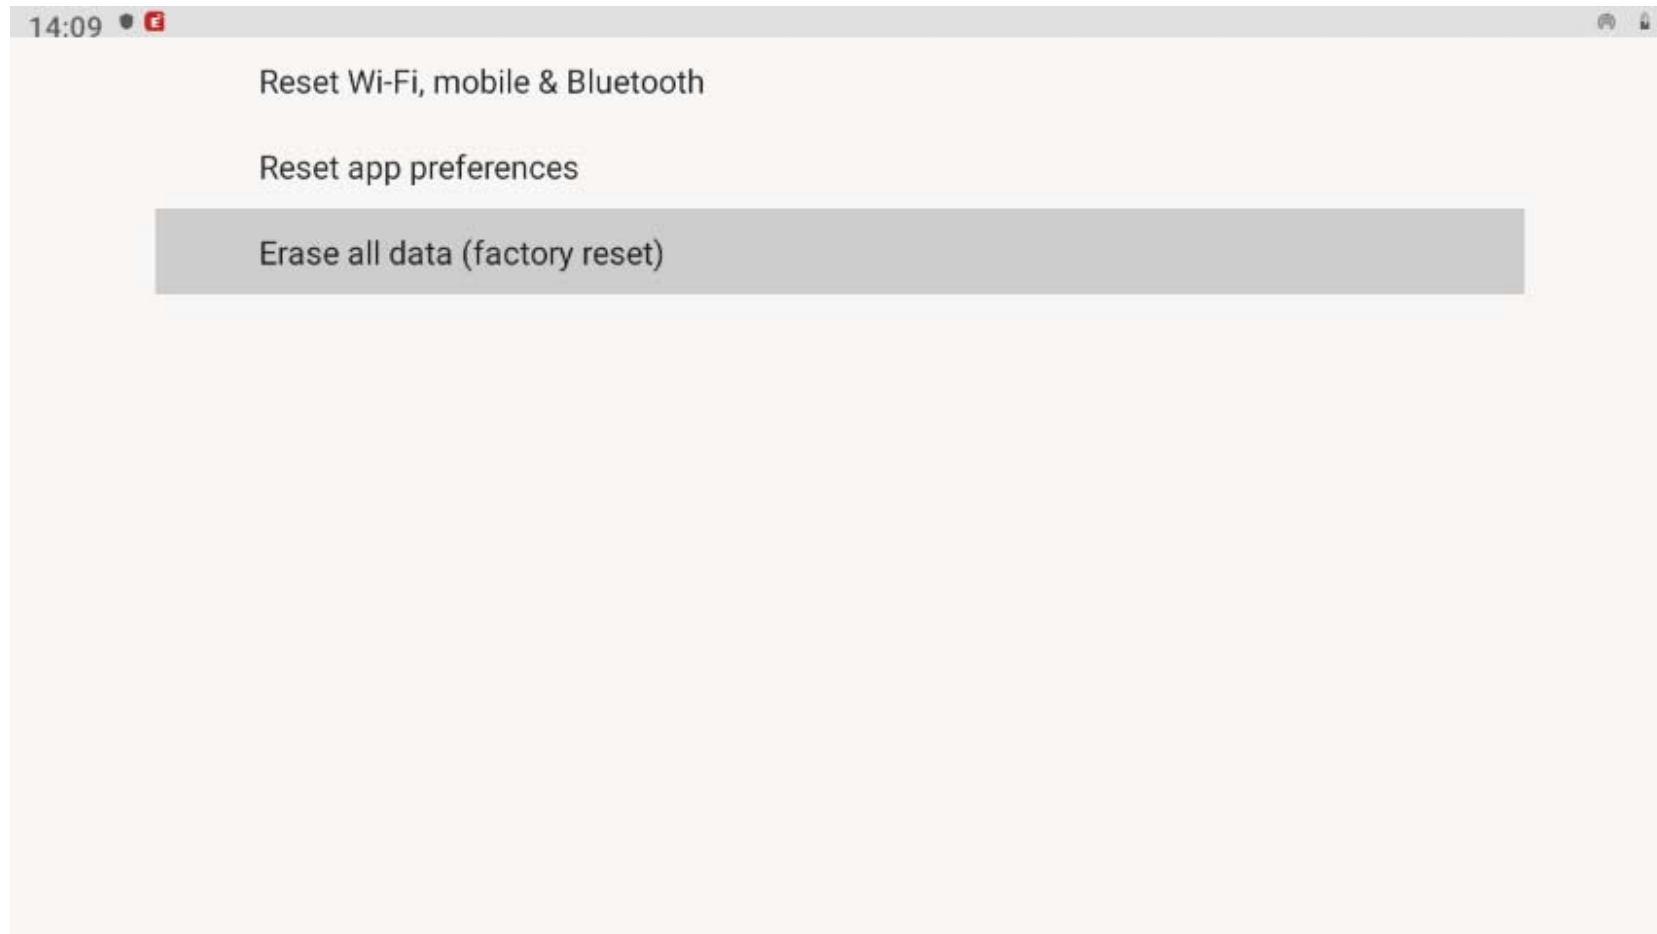 14:09 E
Reset Wi-Fi, mobile & Bluetooth
Reset app preferences
Erase all data (factory reset)